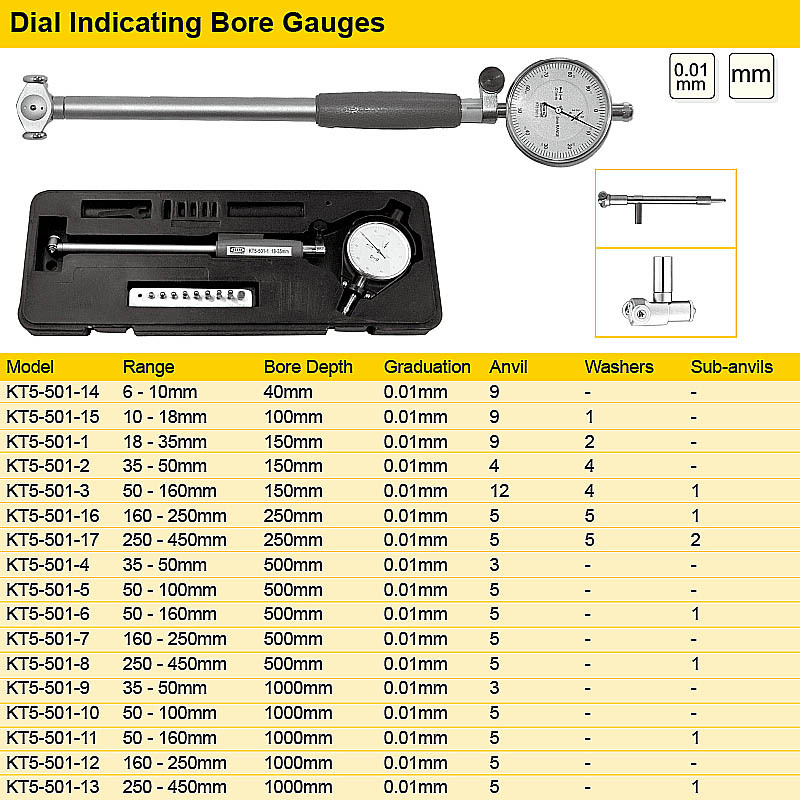 Dial Indicating Bore Gauges
0.01
mm
mm
KT5-501-1 18-35mm
Model Range Bore Depth Graduation Anvil Washers Sub-anvils
KT5-501-14 6 - 10mm 40mm 0.01mm 9 - -
KT5-501-15 10 - 18mm 100mm 0.01mm 9 1 -
KT5-501-1 18 - 35mm 150mm 0.01mm 9 2 -
KT5-501-2 35 - 50mm 150mm 0.01mm 4 4 -
KT5-501-3 50 - 160mm 150mm 0.01mm 12 4 1
KT5-501-16 160 - 250mm 250mm 0.01mm 5 5 1
KT5-501-17 250 - 450mm 250mm 0.01mm 5 5 2
KT5-501-4 35 - 50mm 500mm 0.01mm 3 - -
KT5-501-5 50 - 100mm 500mm 0.01mm 5 - -
KT5-501-6 50 - 160mm 500mm 0.01mm 5 - 1
KT5-501-7 160 - 250mm 500mm 0.01mm 5 - -
KT5-501-8 250 - 450mm 500mm 0.01mm 5 - 1
KT5-501-9 35 - 50mm 1000mm 0.01mm 3 - -
KT5-501-10 50 - 100mm 1000mm 0.01mm 5 - -
KT5-501-11 50 - 160mm 1000mm 0.01mm 5 - 1
KT5-501-12 160 - 250mm 1000mm 0.01mm 5 - -
KT5-501-13 250 - 450mm 1000mm 0.01mm 5 - 1